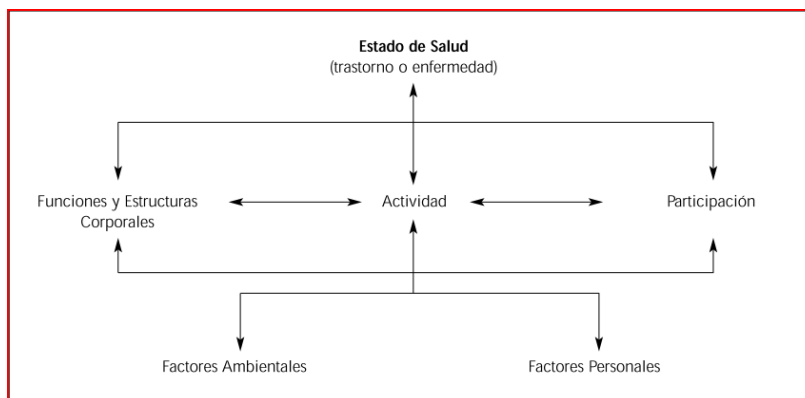 Estado de Salud
(trastorno o enfermedad)
Funciones y Estructuras
Corporales
Actividad
Participación
Factores Ambientales
Factores Personales